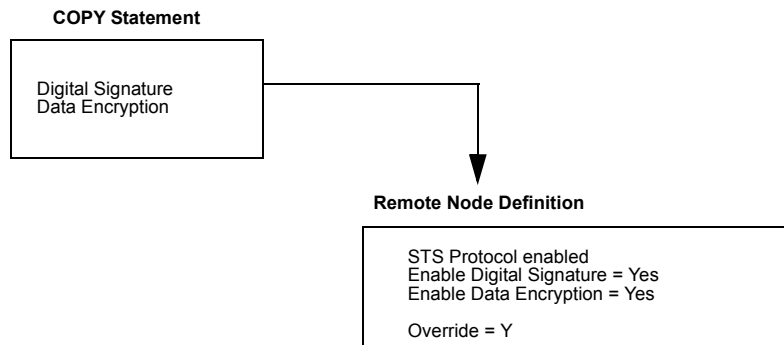 COPY Statement
Digital Signature
Data Encryption
Remote Node Definition
STS Protocol enabled
Enable Digital Signature = Yes
Enable Data Encryption = Yes
Override = Y